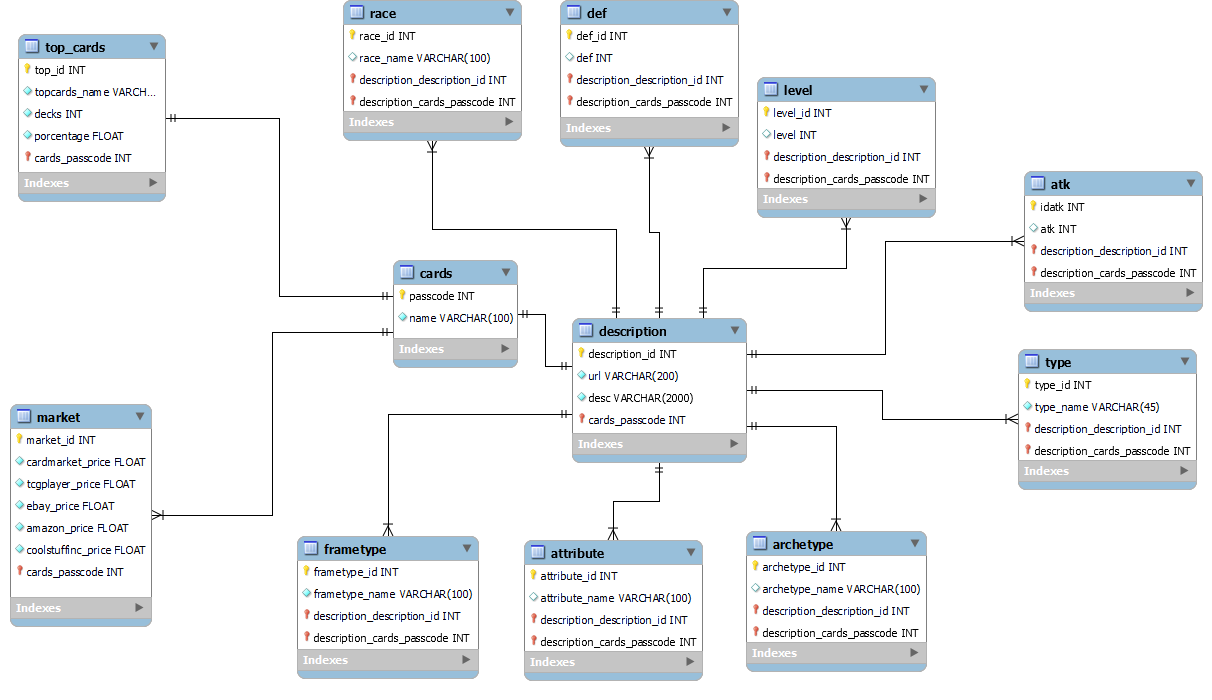 race
race_id INT
race_name VARCHAR(100)
description_description_id INT
description_cards_passcode INT
Indexes
def
def_id INT
def INT
description_description_id INT
description_cards_passcode INT
Indexes
top_cards
top_id INT
topcards_name VARCH...
decks INT
porcentage FLOAT
cards_passcode INT
Indexes
level
level_id INT
level INT
description_description_id INT
description_cards_passcode INT
Indexes
atk
idatk INT
atk INT
description_description_id INT
description_cards_passcode INT
Indexes
cards
passcode INT
name VARCHAR(100)
Indexes
description
description_id INT
url VARCHAR(200)
desc VARCHAR(2000)
cards_passcode INT
Indexes
type
type_id INT
type_name VARCHAR(45)
description_description_id INT
description_cards_passcode INT
Indexes
market
market_id INT
cardmarket_price FLOAT
tcgplayer_price FLOAT
ebay_price FLOAT
amazon_price FLOAT
coolstuffinc_price FLOAT
cards_passcode INT
Indexes
frametype
frametype_id INT
frametype_name VARCHAR(100)
description_description_id INT
description_cards_passcode INT
Indexes
attribute
attribute_id INT
attribute_name VARCHAR(100)
description_description_id INT
description_cards_passcode INT
Indexes
archetype
archetype_id INT
archetype_name VARCHAR(100)
description_description_id INT
description_cards_passcode INT
Indexes